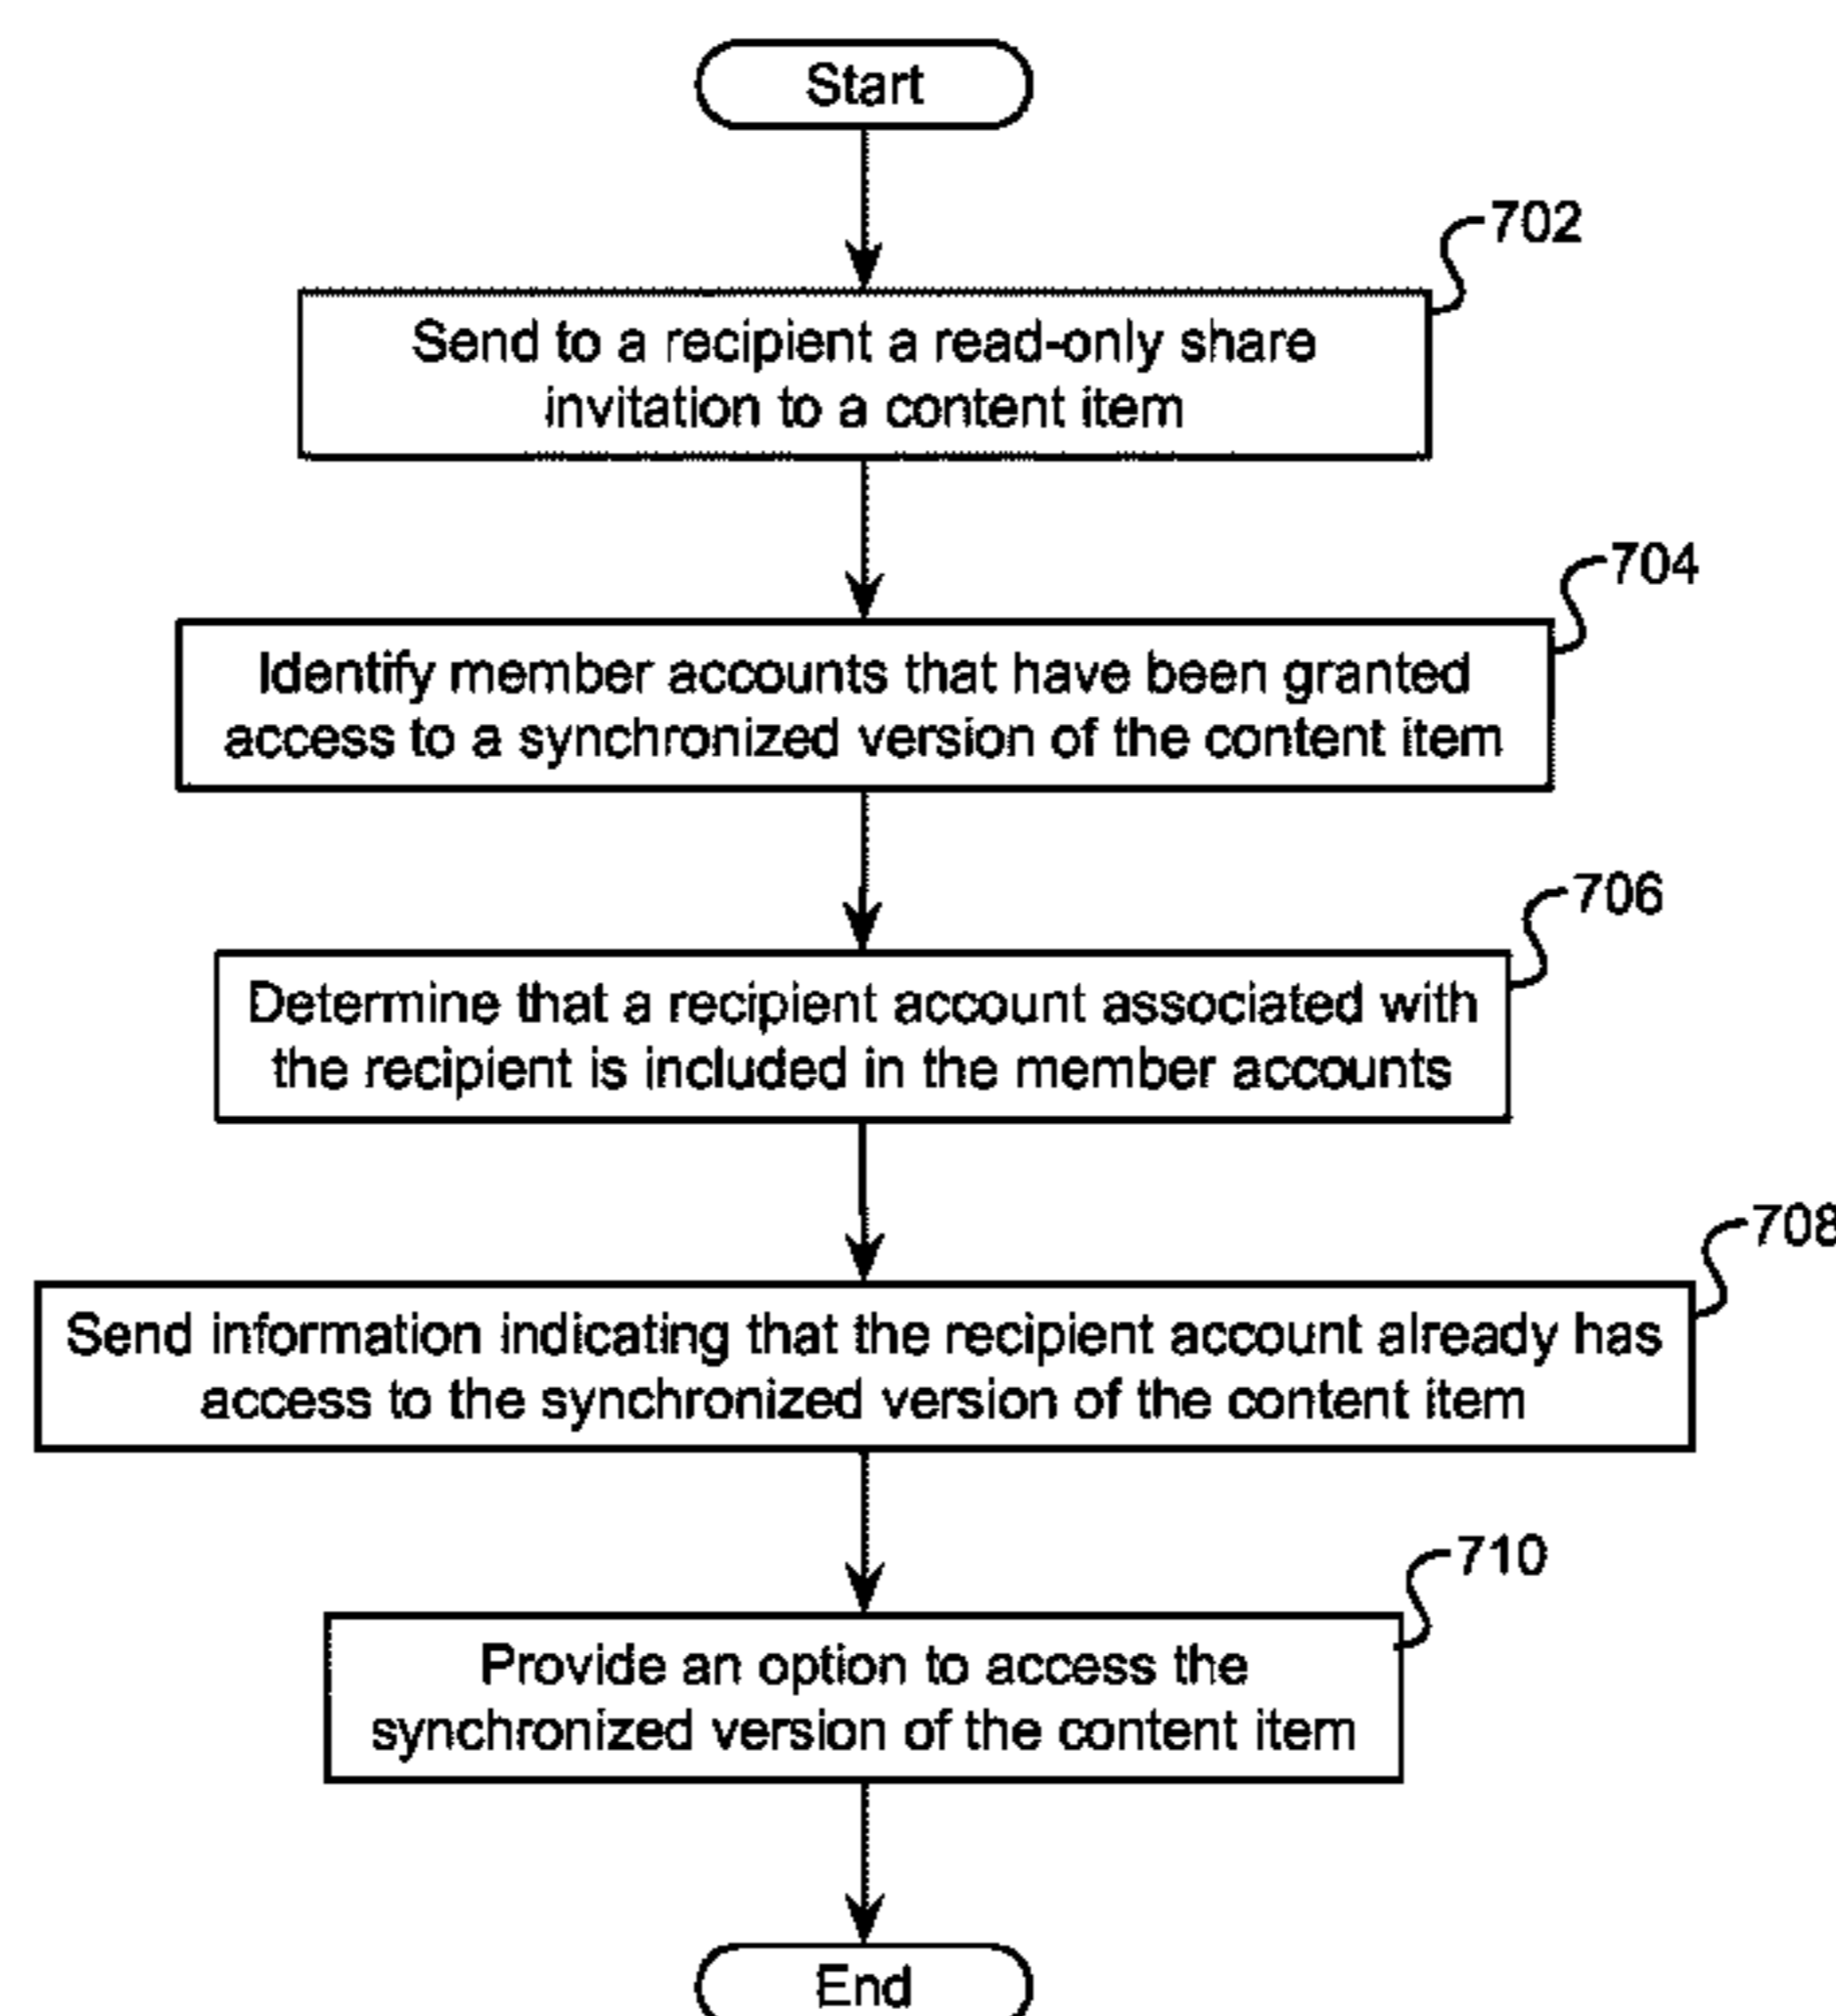 Start
702
Send to a recipient a read-only share
invitation to a content item
704
Identify member accounts that have been granted
access to a synchronized version of the content item
706
Determine that a recipient account associated with
the recipient is included in the member accounts
708
Send information indicating that the recipient account already has
access to the synchronized version of the content item
710
Provide an option to access the
synchronized version of the content item
End